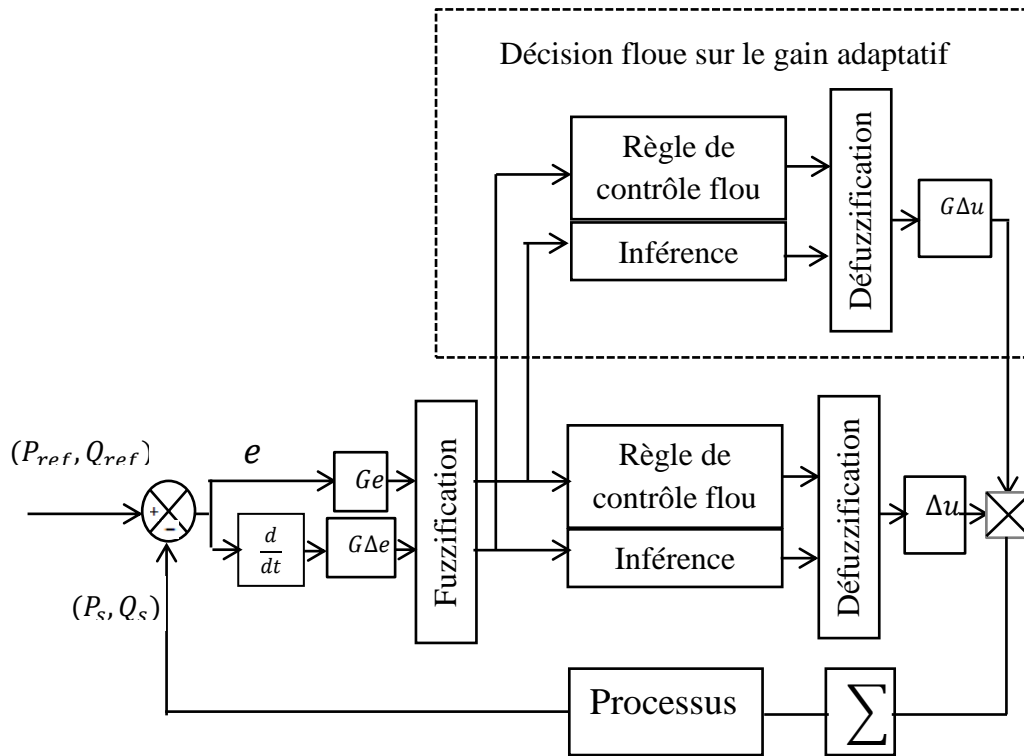 Décision floue sur le gain adaptatif
Règle de
contrôle flou
Inférence
Défuzzification
GΔu
(P_ref, Q_ref)
e
+
-
Ge
d/dt
GΔe
Fuzzification
Règle de
contrôle flou
Inférence
Défuzzification
Δu
(P_s, Q_s)
Processus
∑